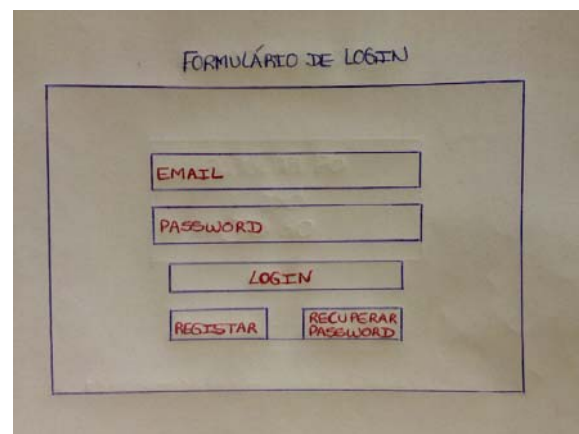 FORMULÁRIO DE LOGIN
EMAIL
PASSWORD
LOGIN
REGISTAR
RECUPERAR
PASSWORD